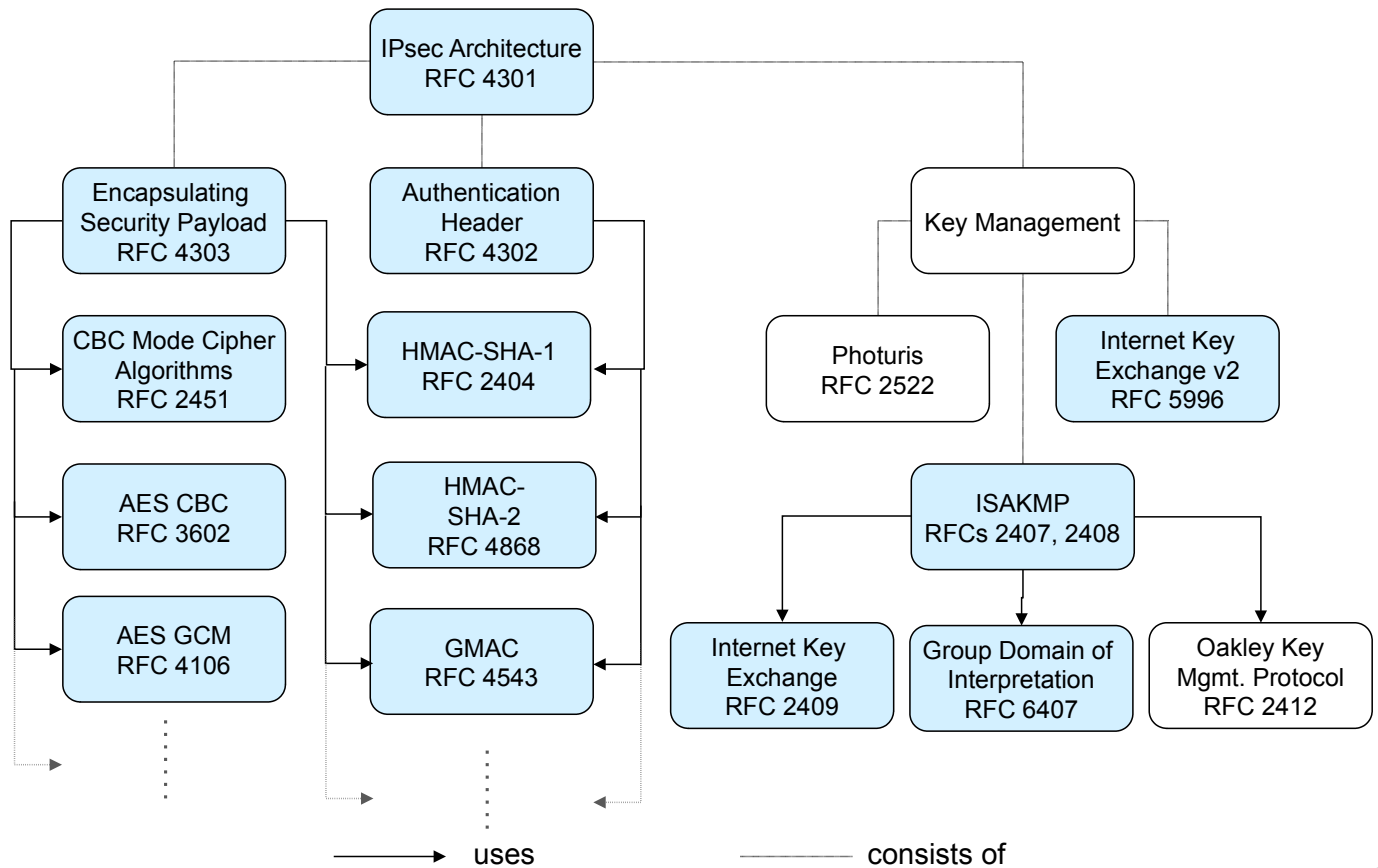 IPsec Architecture
RFC 4301
Encapsulating
Security Payload
RFC 4303
Authentication
Header
RFC 4302
Key Management
CBC Mode Cipher
Algorithms
RFC 2451
HMAC-SHA-1
RFC 2404
Photuris
RFC 2522
Internet Key
Exchange v2
RFC 5996
AES CBC
RFC 3602
HMAC-
SHA-2
RFC 4868
ISAKMP
RFCs 2407, 2408
AES GCM
RFC 4106
GMAC
RFC 4543
Internet Key
Exchange
RFC 2409
Group Domain of
Interpretation
RFC 6407
Oakley Key
Mgmt. Protocol
RFC 2412
uses
consists of